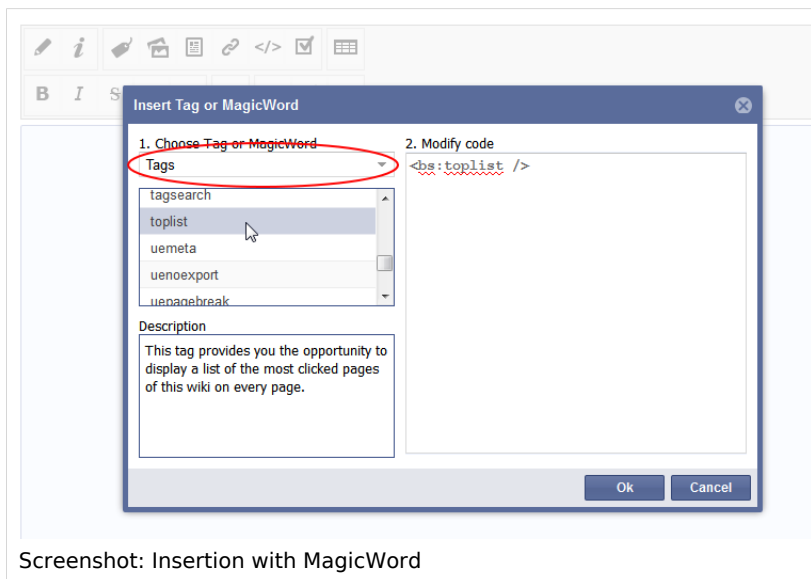 B I S
Insert Tag or MagicWord
1. Choose Tag or MagicWord
2. Modify code
Tags
<bs:toplist />
tagsearch
toplist
uemeta
uenoexport
uepagebreak
Description
This tag provides you the opportunity to
display a list of the most clicked pages
of this wiki on every page.
Ok
Cancel
Screenshot: Insertion with MagicWord